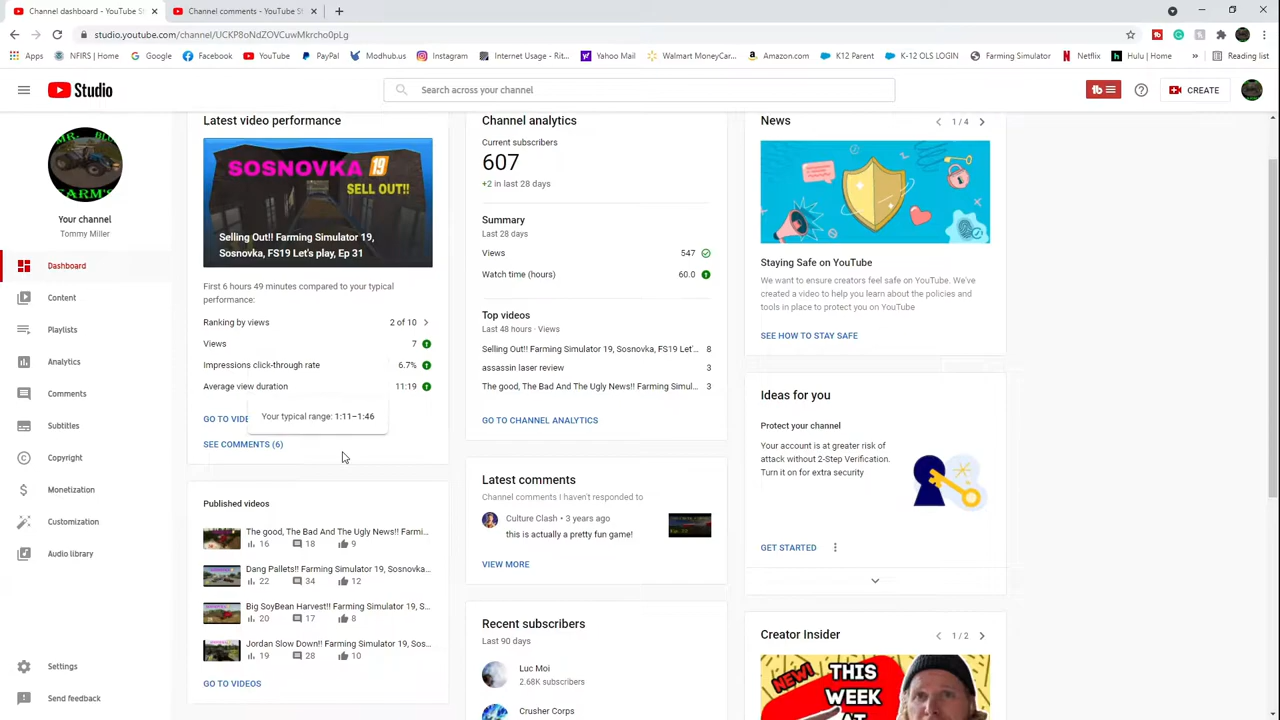 Channel dashboard - YouTube St
Channel comments - YouTube St
studio.youtube.com/channel/UCKP8oNdZOVCuwMkrcho0pLg
Apps
NFIRS | Home
Google
Facebook
YouTube
PayPal
Modhub.us
Instagram
Internet Usage - Rit...
Yahoo Mail
Walmart MoneyCar...
Amazon.com
K12 Parent
K-12 OLS LOGIN
Farming Simulator
Netflix
Hulu | Home
»
Reading list
Studio
Search across your channel
tb
CREATE
MR.
FARM'S
Your channel
Tommy Miller
Dashboard
Content
Playlists
Analytics
Comments
Subtitles
Copyright
Monetization
Customization
Audio library
Settings
Send feedback
Latest video performance
SOSNOVKA 19
SELL OUT!!
Selling Out!! Farming Simulator 19,
Sosnovka, FS19 Let's play, Ep 31
First 6 hours 49 minutes compared to your typical
performance:
Ranking by views 2 of 10
Views 7
Impressions click-through rate 6.7%
Average view duration 11:19
GO TO VIDE
Your typical range: 1:11–1:46
SEE COMMENTS (6)
Published videos
The good, The Bad And The Ugly News!! Farmi...
16 18 9
Dang Pallets!! Farming Simulator 19, Sosnovka...
22 34 12
Big SoyBean Harvest!! Farming Simulator 19, S...
20 17 8
Jordan Slow Down!! Farming Simulator 19, Sos...
19 28 10
GO TO VIDEOS
Channel analytics
Current subscribers
607
+2 in last 28 days
Summary
Last 28 days
Views 547
Watch time (hours) 60.0
Top videos
Last 48 hours · Views
Selling Out!! Farming Simulator 19, Sosnovka, FS19 Let'... 8
assassin laser review 3
The good, The Bad And The Ugly News!! Farming Simul... 3
GO TO CHANNEL ANALYTICS
Latest comments
Channel comments I haven't responded to
Culture Clash • 3 years ago
this is actually a pretty fun game!
VIEW MORE
Recent subscribers
Last 90 days
Luc Moi
2.68K subscribers
Crusher Corps
News
1 / 4
Staying Safe on YouTube
We want to ensure creators feel safe on YouTube. We've
created a video to help you learn about the policies and
tools in place to protect you on YouTube
SEE HOW TO STAY SAFE
Ideas for you
Protect your channel
Your account is at greater risk of
attack without 2-Step Verification.
Turn it on for extra security
GET STARTED
Creator Insider
1 / 2
NEW!
THIS
WEEK
AT